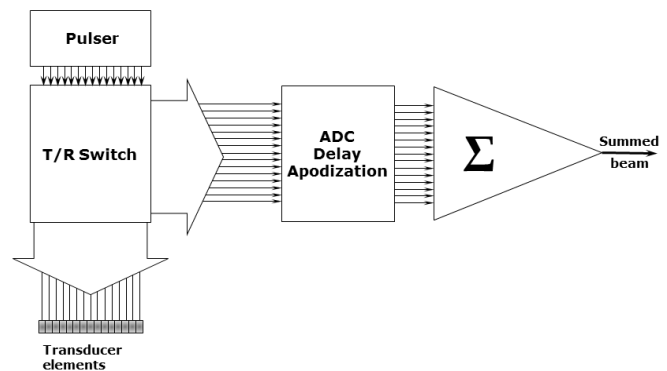 Pulser
T/R Switch
ADC
Delay
Apodization
Σ
Summed
beam
Transducer
elements